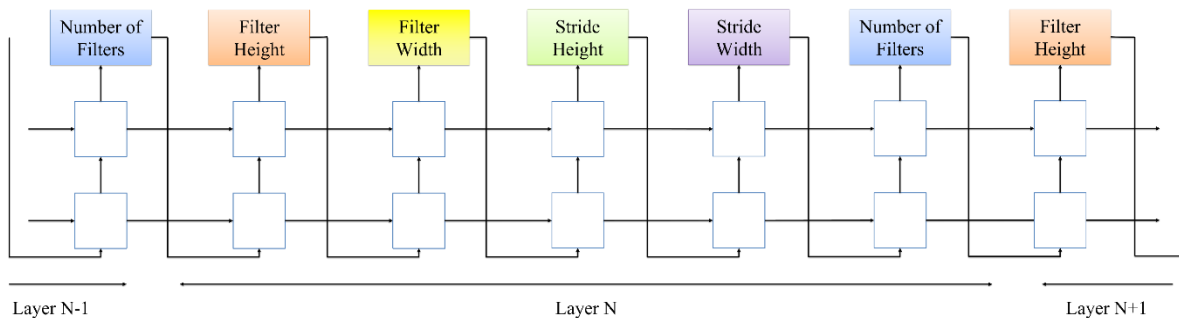 Number of
Filters
Filter
Height
Filter
Width
Stride
Height
Stride
Width
Number of
Filters
Filter
Height
Layer N-1
Layer N
Layer N+1